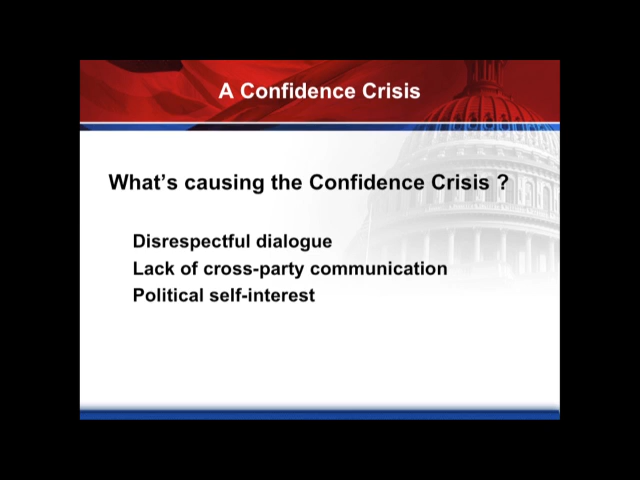 A Confidence Crisis
What’s causing the Confidence Crisis ?
Disrespectful dialogue
Lack of cross-party communication
Political self-interest